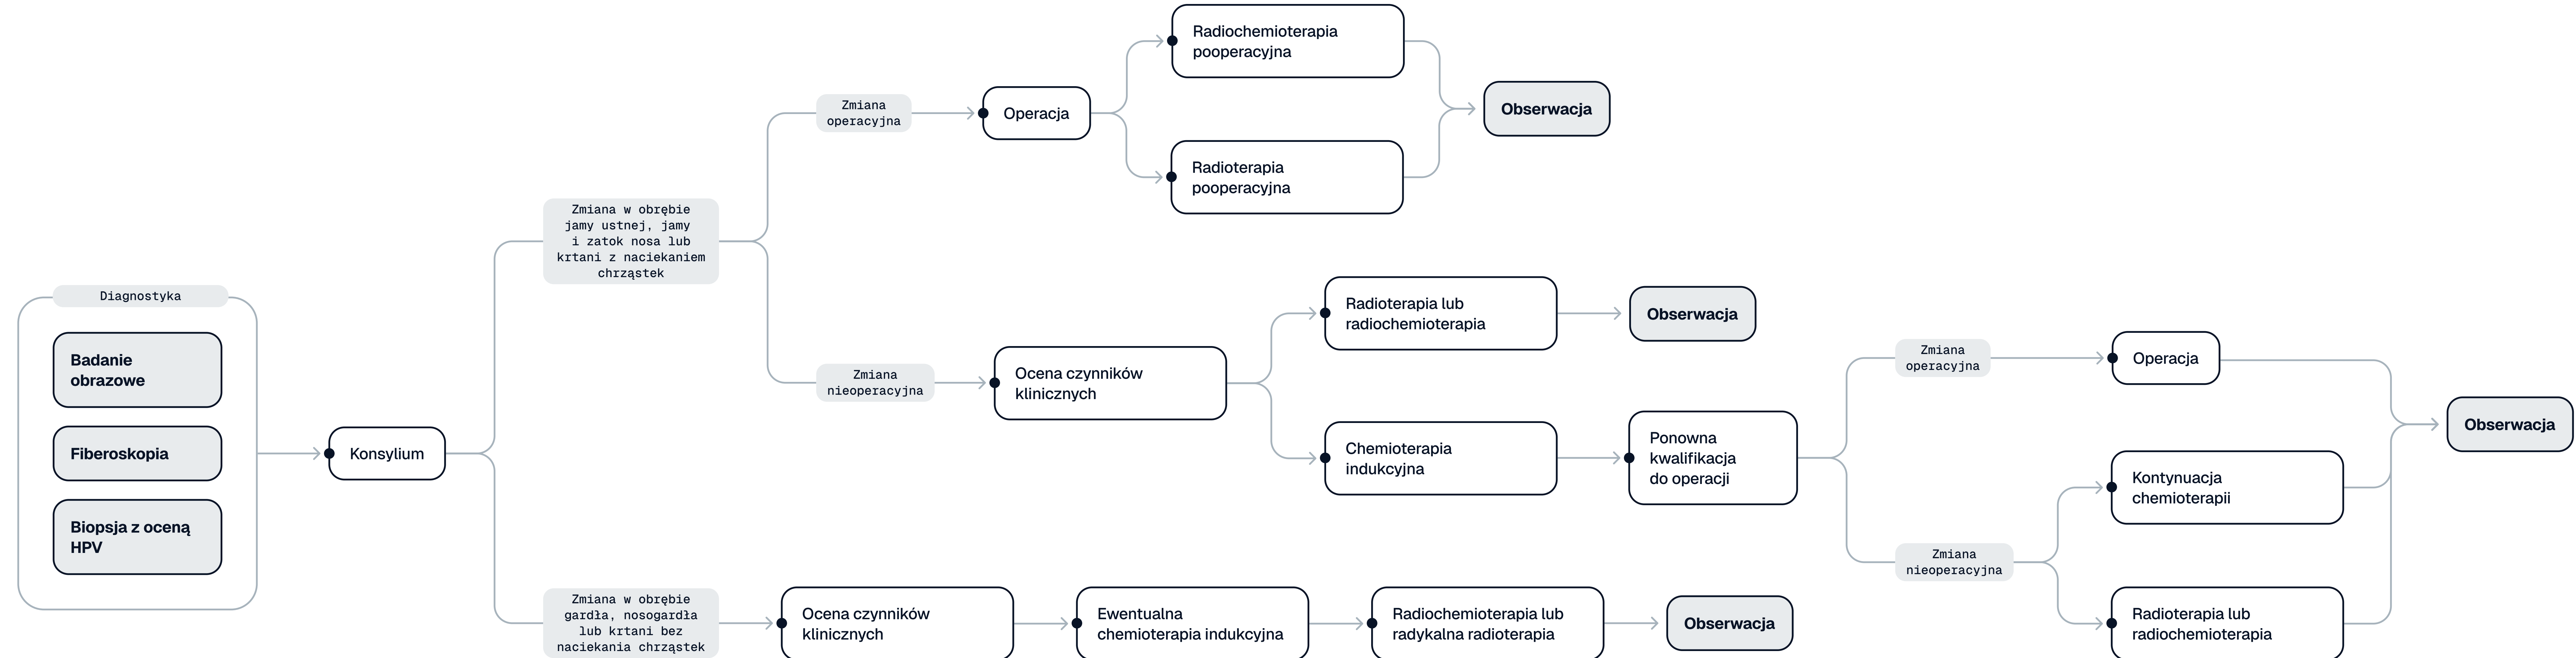 Diagnostyka
Badanie
obrazowe
Fiberoskopia
Biopsja z oceną
HPV
Konsylium
Zmiana w obrębie
jamy ustnej, jamy
i zatok nosa lub
krtani z naciekaniem
chrząstek
Zmiana
operacyjna
Operacja
Radiochemioterapia
pooperacyjna
Radioterapia
pooperacyjna
Obserwacja
Zmiana
nieoperacyjna
Ocena czynników
klinicznych
Radioterapia lub
radiochemioterapia
Obserwacja
Chemioterapia
indukcyjna
Ponowna
kwalifikacja
do operacji
Zmiana
operacyjna
Operacja
Zmiana
nieoperacyjna
Kontynuacja
chemioterapii
Radioterapia lub
radiochemioterapia
Obserwacja
Zmiana w obrębie
gardła, nosogardła
lub krtani bez
naciekania chrząstek
Ocena czynników
klinicznych
Ewentualna
chemioterapia indukcyjna
Radiochemioterapia lub
radykalna radioterapia
Obserwacja